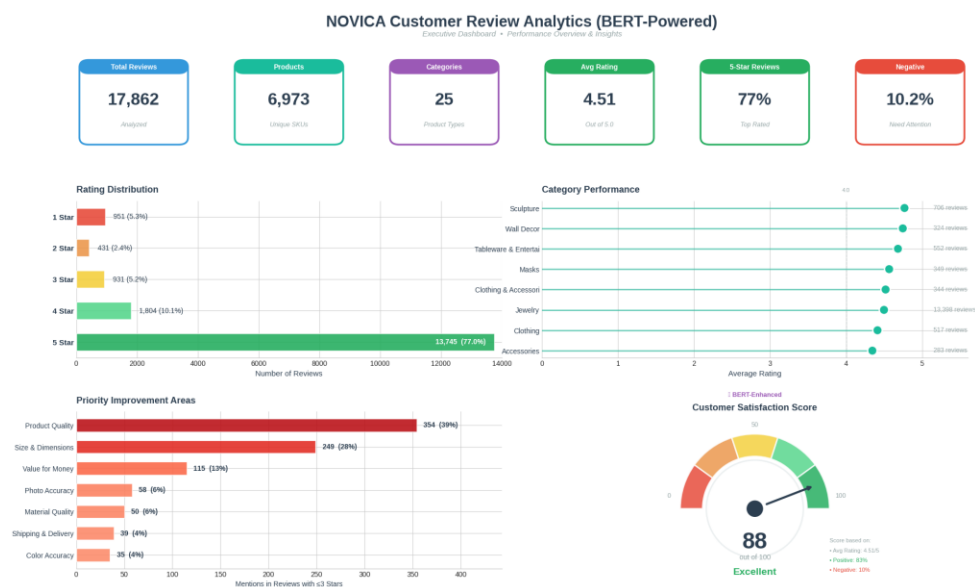 NOVICA Customer Review Analytics (BERT-Powered)
Executive Dashboard • Performance Overview & Insights
Total Reviews
17,862
Analyzed
Products
6,973
Unique SKUs
Categories
25
Product Types
Avg Rating
4.51
Out of 5.0
5-Star Reviews
77%
Top Rated
Negative
10.2%
Need Attention
Rating Distribution
1 Star
951 (5.3%)
2 Star
431 (2.4%)
3 Star
931 (5.2%)
4 Star
1,804 (10.1%)
5 Star
13,745 (77.0%)
0 2000 4000 6000 8000 10000 12000 14000
Number of Reviews
Category Performance
Sculpture
706 reviews
Wall Decor
324 reviews
Tableware & Entertai
552 reviews
Masks
349 reviews
Clothing & Accessori
344 reviews
Jewelry
Clothing
617 reviews
Accessories
283 reviews
0 1 2 3 4 5
Average Rating
Priority Improvement Areas
Product Quality
354 (39%)
Size & Dimensions
249 (28%)
Value for Money
115 (13%)
Photo Accuracy
58 (6%)
Material Quality
50 (6%)
Shipping & Delivery
39 (4%)
Color Accuracy
35 (4%)
0 50 100 150 200 250 300 350 400
Mentions in Reviews with ≤3 Stars
BERT-Enhanced
Customer Satisfaction Score
0
50
100
88
out of 100
Excellent
Score based on:
• Avg Rating: 4.51/5
• Positive: 83%
• Negative: 10%